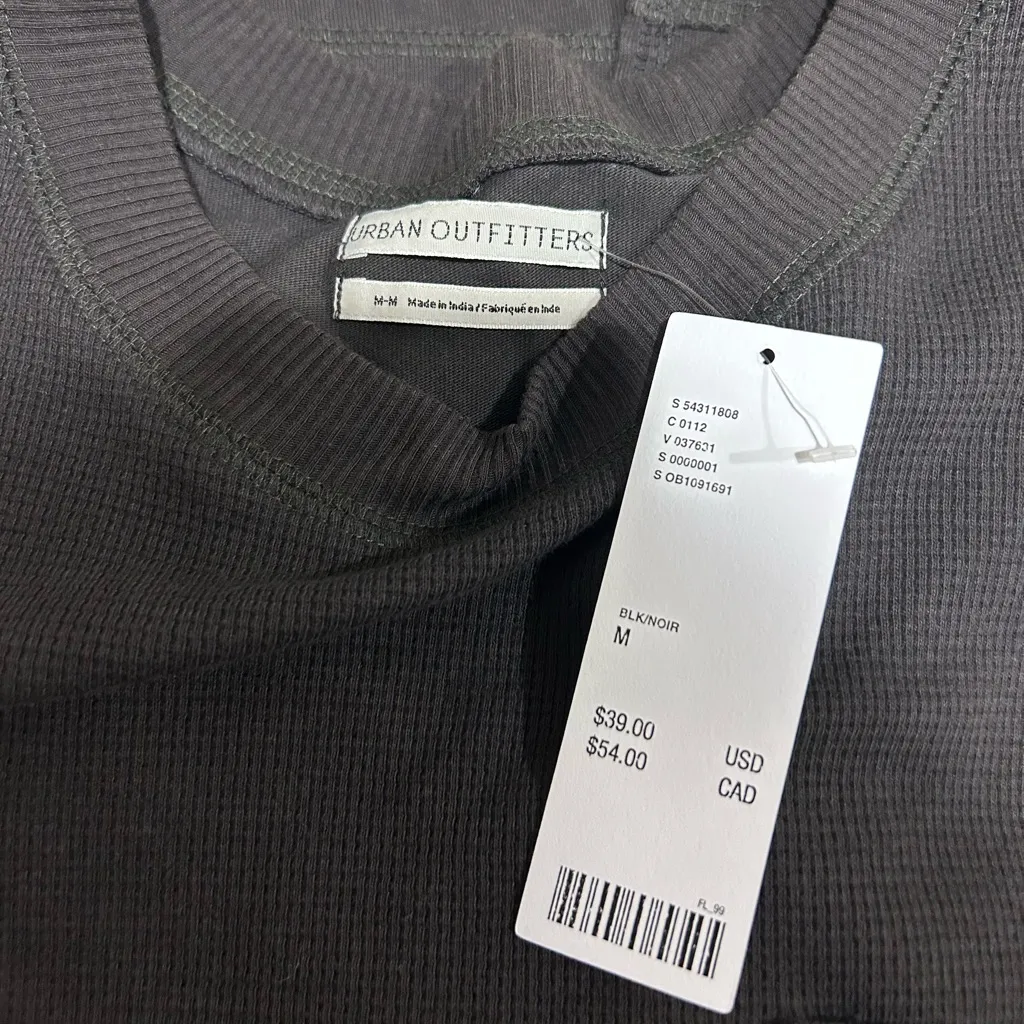 URBAN OUTFITTERS
M-M Made in India / Fabriqué en Inde
S 54311808
C 0112
V 037631
S 0000001
S OB1091691
BLK/NOIR
M
$39.00 USD
$54.00 CAD
FL_99